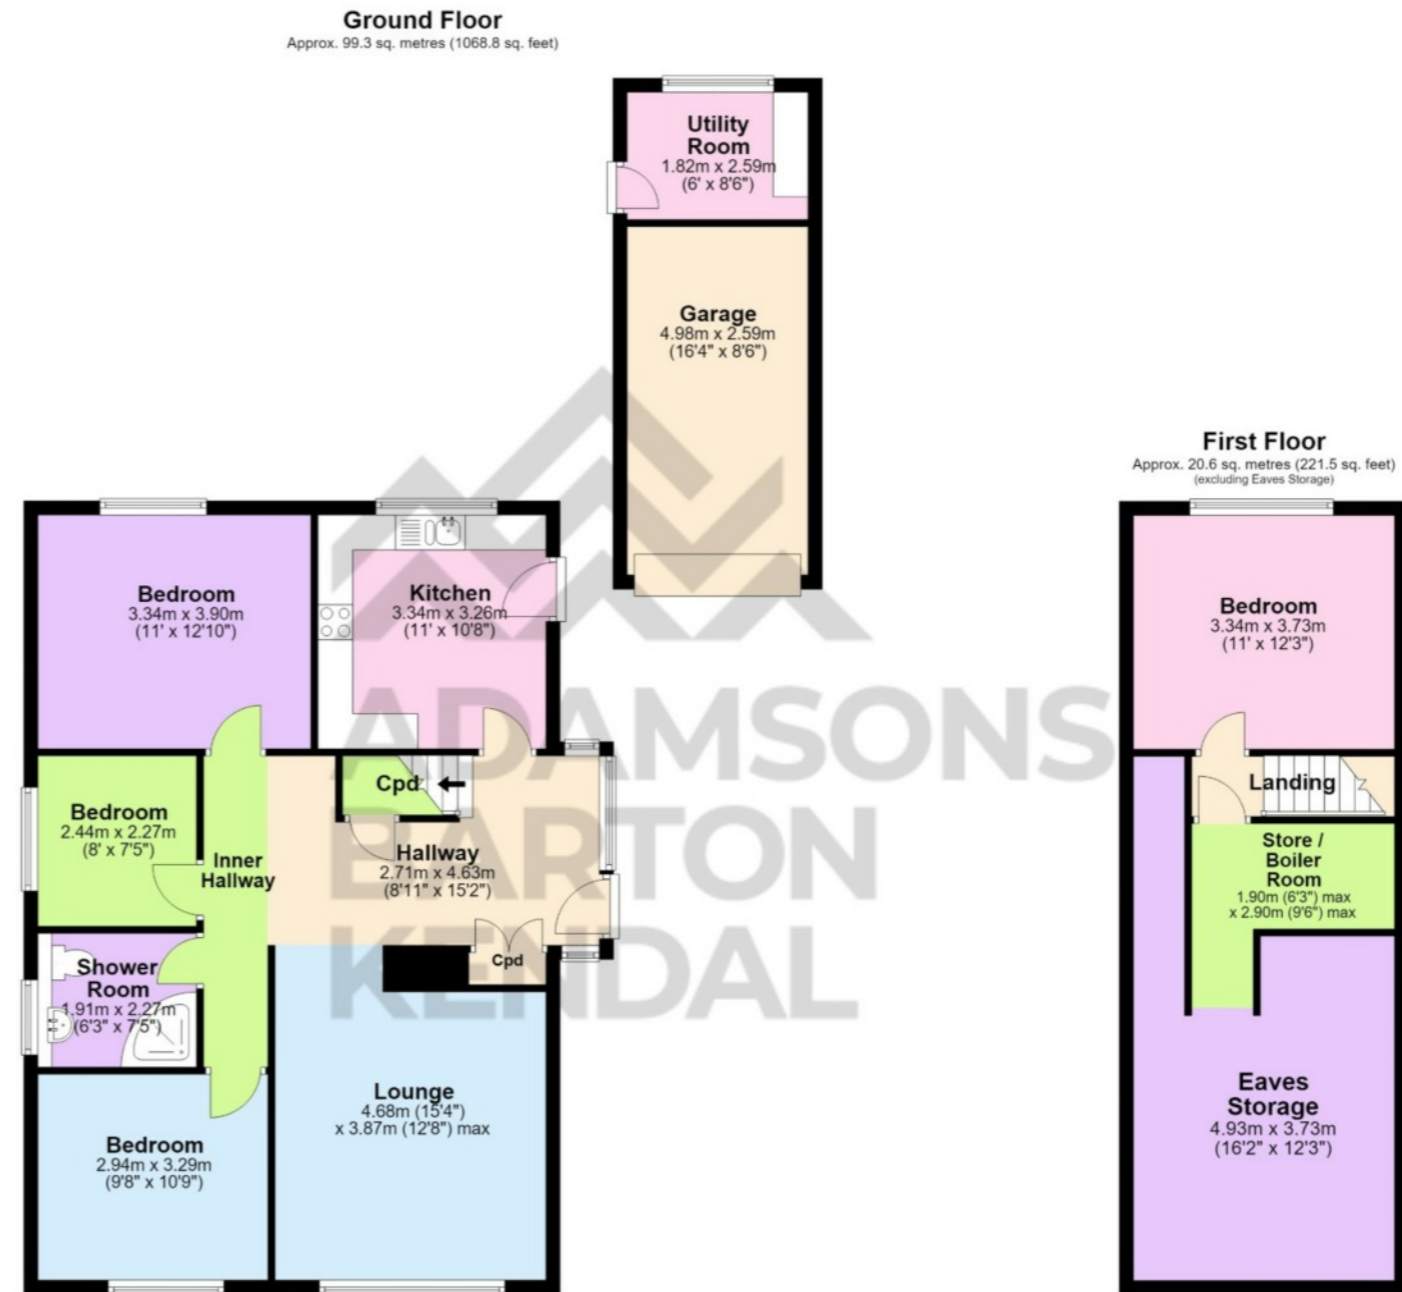 Ground Floor
Approx. 99.3 sq. metres (1068.8 sq. feet)
Utility
Room
1.82m x 2.59m
(6' x 8'6")
Garage
4.98m x 2.59m
(16'4" x 8'6")
Bedroom
3.34m x 3.90m
(11' x 12'10")
Kitchen
3.34m x 3.26m
(11' x 10'8")
Cpd
Bedroom
2.44m x 2.27m
(8' x 7'5")
Inner
Hallway
Hallway
2.71m x 4.63m
(8'11" x 15'2")
Cpd
Shower
Room
1.91m x 2.27m
(6'3" x 7'5")
Lounge
4.68m (15'4")
x 3.87m (12'8") max
Bedroom
2.94m x 3.29m
(9'8" x 10'9")
First Floor
Approx. 20.6 sq. metres (221.5 sq. feet)
(excluding Eaves Storage)
Bedroom
3.34m x 3.73m
(11' x 12'3")
Landing
Store /
Boiler
Room
1.90m (6'3") max
x 2.90m (9'6") max
Eaves
Storage
4.93m x 3.73m
(16'2" x 12'3")
ADAMSONS
BARTON
KENDAL